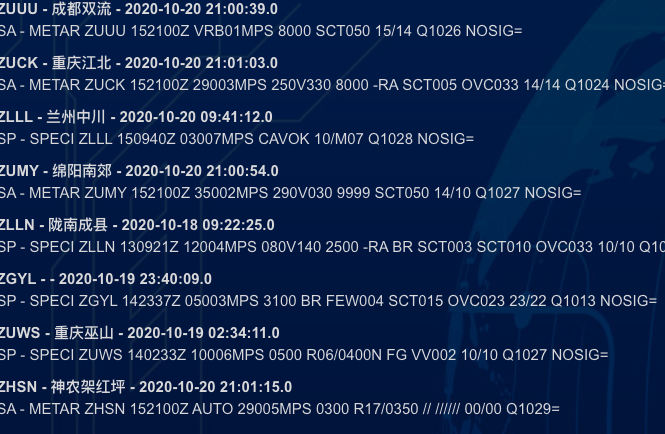 ZUUU - 成都双流 - 2020-10-20 21:00:39.0
SA - METAR ZUUU 152100Z VRB01MPS 8000 SCT050 15/14 Q1026 NOSIG=
ZUCK - 重庆江北 - 2020-10-20 21:01:03.0
SA - METAR ZUCK 152100Z 29003MPS 250V330 8000 -RA SCT005 OVC033 14/14 Q1024 NOSIG=
ZLLL - 兰州中川 - 2020-10-20 09:41:12.0
SP - SPECI ZLLL 150940Z 03007MPS CAVOK 10/M07 Q1028 NOSIG=
ZUMY - 绵阳南郊 - 2020-10-20 21:00:54.0
SA - METAR ZUMY 152100Z 35002MPS 290V030 9999 SCT050 14/10 Q1027 NOSIG=
ZLLN - 陇南成县 - 2020-10-18 09:22:25.0
SP - SPECI ZLLN 130921Z 12004MPS 080V140 2500 -RA BR SCT003 SCT010 OVC033 10/10 Q10
ZGYL - - 2020-10-19 23:40:09.0
SP - SPECI ZGYL 142337Z 05003MPS 3100 BR FEW004 SCT015 OVC023 23/22 Q1013 NOSIG=
ZUWS - 重庆巫山 - 2020-10-19 02:34:11.0
SP - SPECI ZUWS 140233Z 10006MPS 0500 R06/0400N FG VV002 10/10 Q1027 NOSIG=
ZHSN - 神农架红坪 - 2020-10-20 21:01:15.0
SA - METAR ZHSN 152100Z AUTO 29005MPS 0300 R17/0350 // ////// 00/00 Q1029=